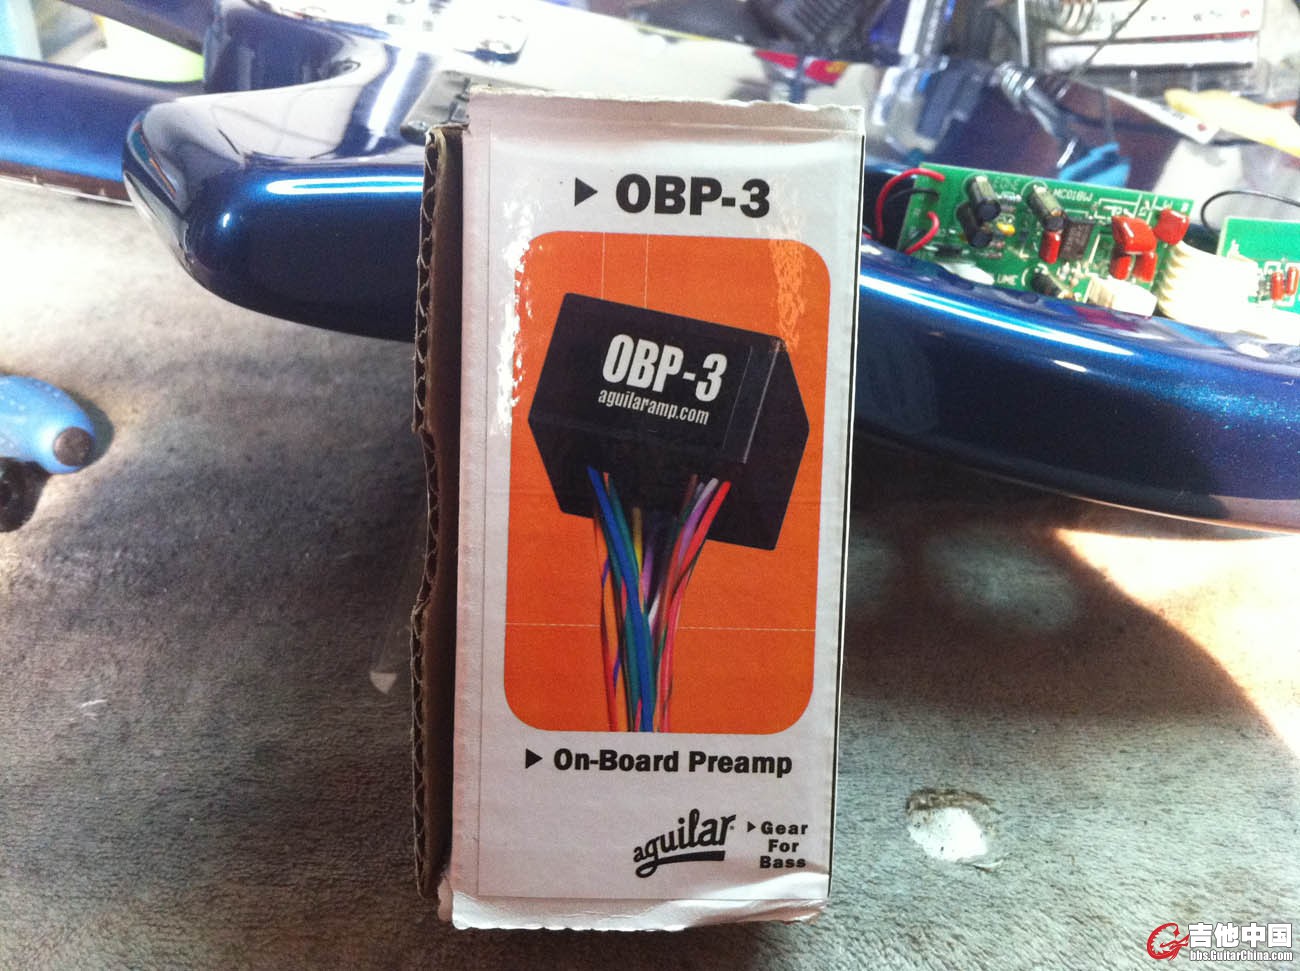 ▶ OBP-3
OBP-3
aguilaramp.com
▶ On-Board Preamp
aguilar
▶ Gear
For
Bass
MC01BW
吉他中国
bbs.GuitarChina.com